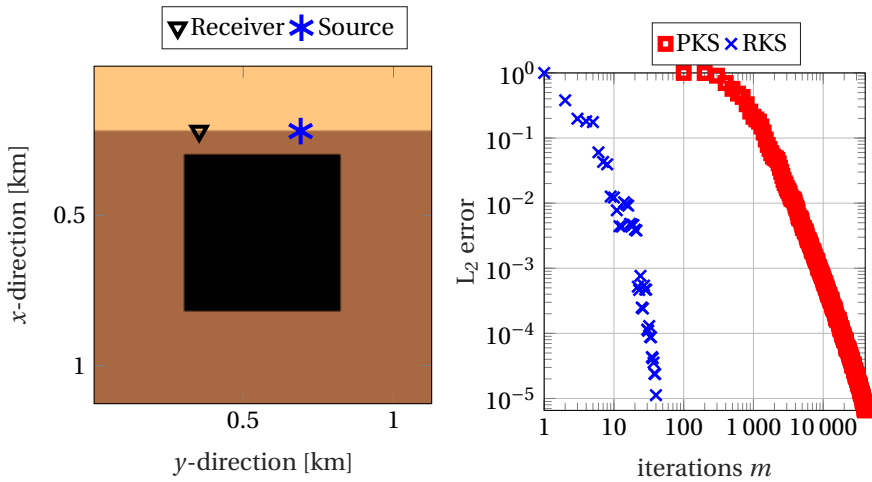 Receiver Source
0.5
1
0.5 1
x-direction [km]
y-direction [km]
PKS RKS
10^0
10^-1
10^-2
10^-3
10^-4
10^-5
1 10 100 1 000 10 000
L_2 error
iterations m